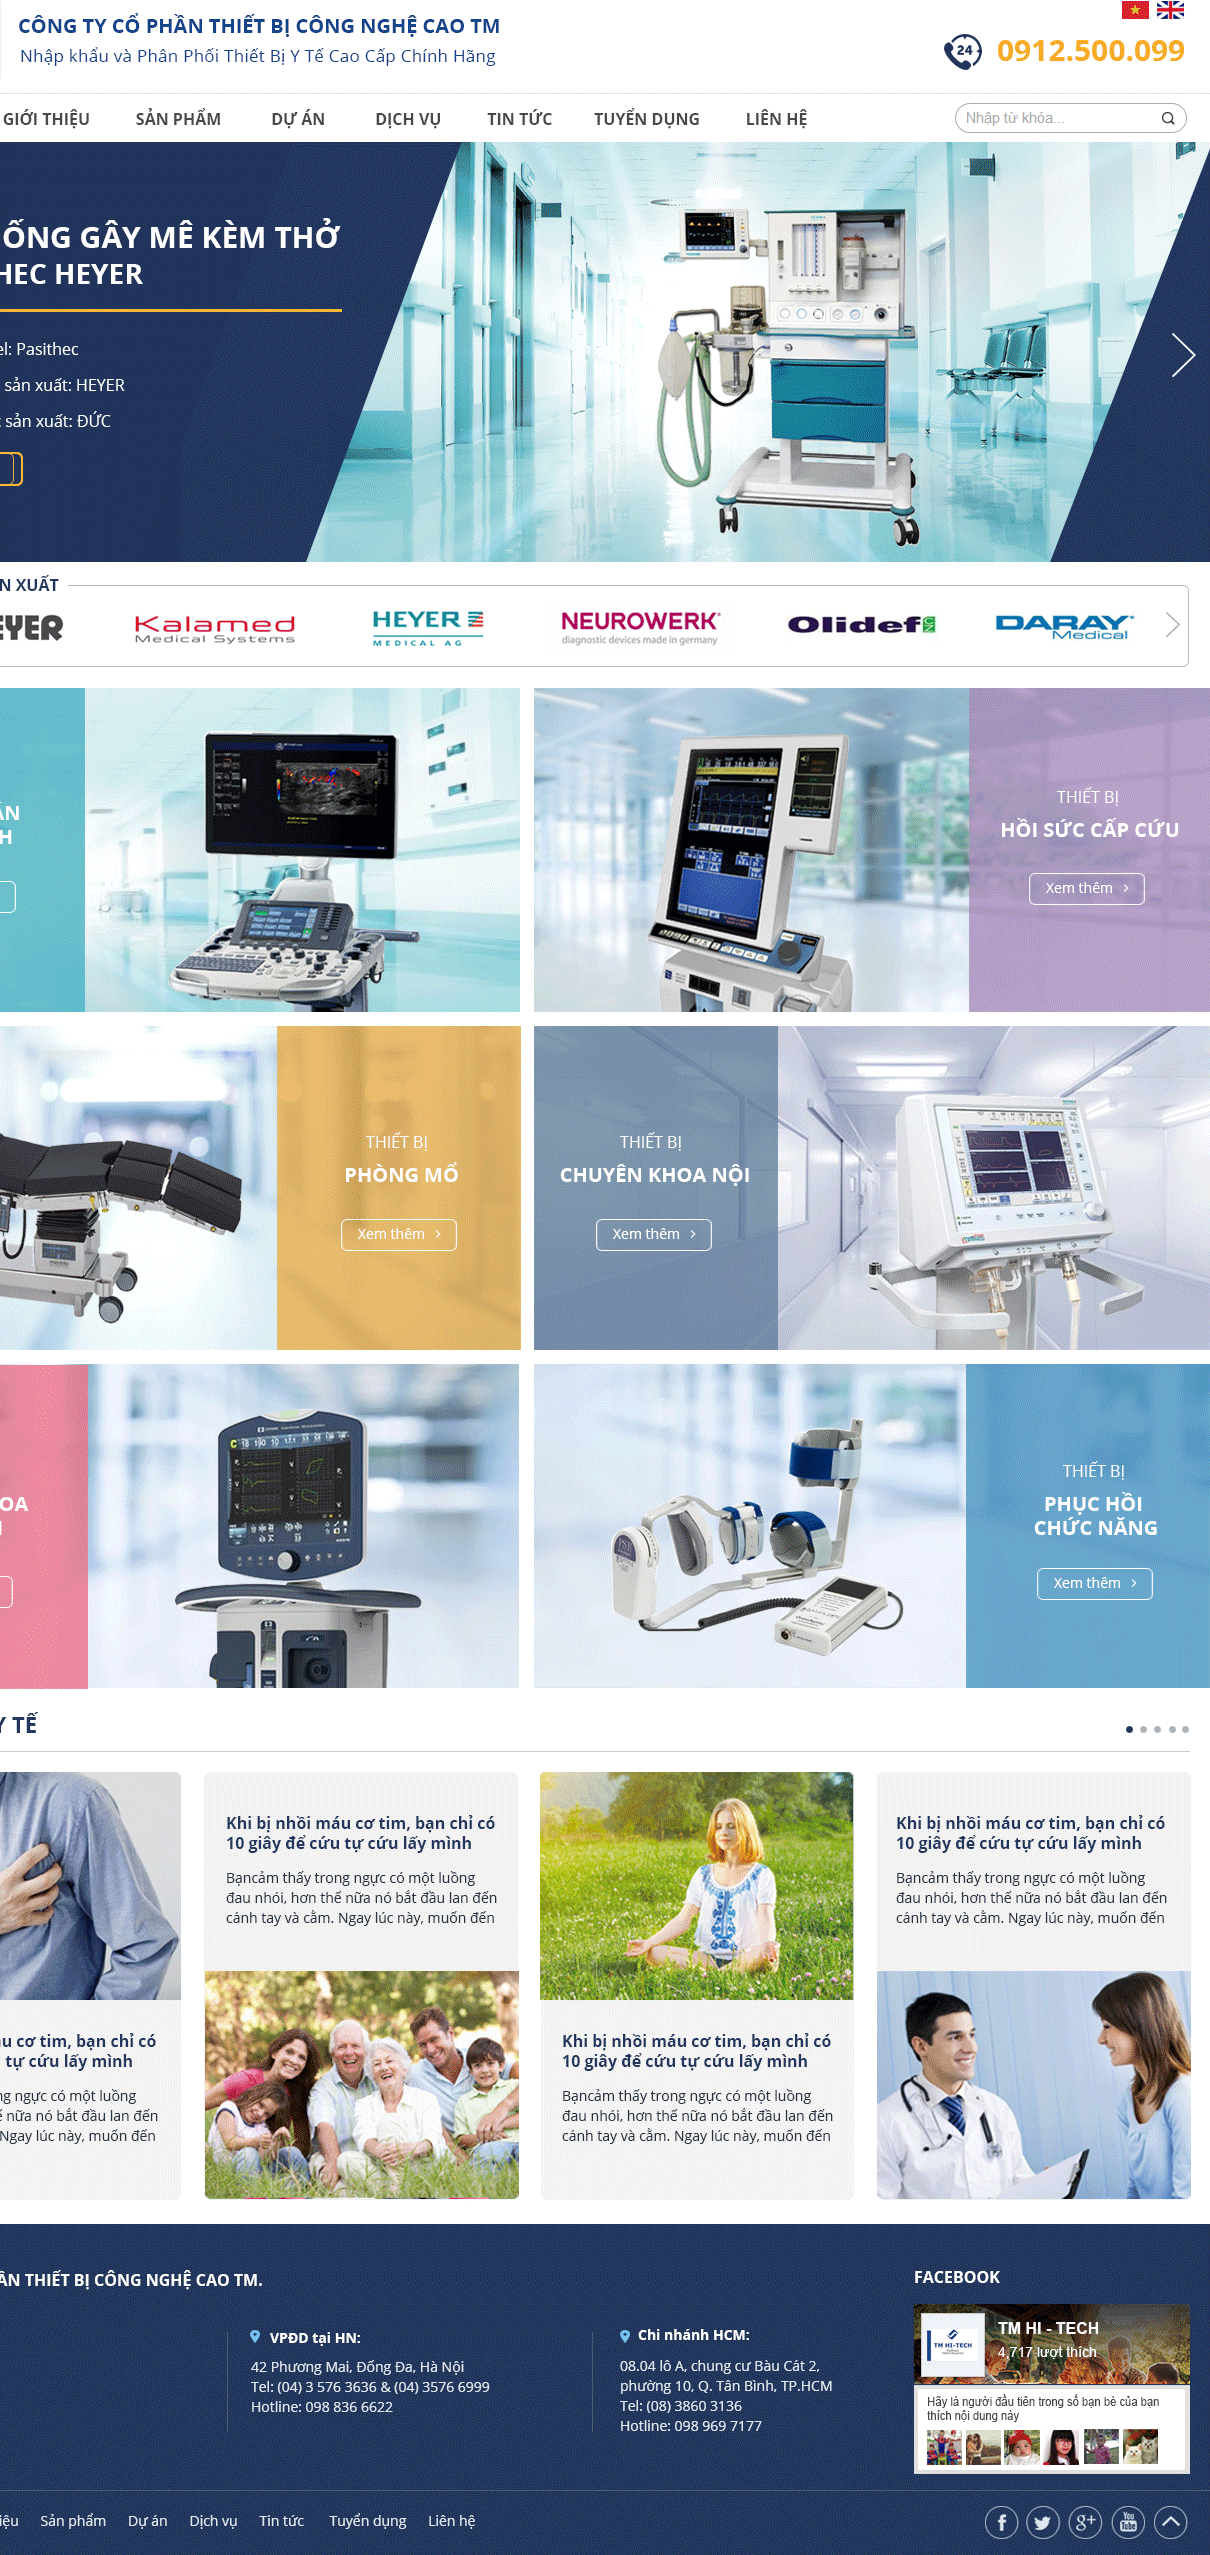 CÔNG TY CỔ PHẦN THIẾT BỊ CÔNG NGHỆ CAO TM
Nhập khẩu và Phân Phối Thiết Bị Y Tế Cao Cấp Chính Hãng
24
0912.500.099
GIỚI THIỆU SẢN PHẨM DỰ ÁN DỊCH VỤ TIN TỨC TUYỂN DỤNG LIÊN HỆ
Nhập từ khóa...
ỐNG GÂY MÊ KÈM THỞ
HEC HEYER
el: Pasithec
sản xuất: HEYER
sản xuất: ĐỨC
N XUẤT
EYER
Kalamed
Medical Systems
HEYER
MEDICAL AG
NEUROWERK
diagnostic devices made in germany
Olidef
DARAY
Medical
ẨN
H
THIẾT BỊ
HỒI SỨC CẤP CỨU
Xem thêm
THIẾT BỊ
PHÒNG MỔ
Xem thêm
THIẾT BỊ
CHUYÊN KHOA NỘI
Xem thêm
OA
THIẾT BỊ
PHỤC HỒI
CHỨC NĂNG
Xem thêm
Y TẾ
Khi bị nhồi máu cơ tim, bạn chỉ có
10 giây để cứu tự cứu lấy mình
Bạncảm thấy trong ngực có một luồng
đau nhói, hơn thế nữa nó bắt đầu lan đến
cánh tay và cằm. Ngay lúc này, muốn đến
Khi bị nhồi máu cơ tim, bạn chỉ có
10 giây để cứu tự cứu lấy mình
Bạncảm thấy trong ngực có một luồng
đau nhói, hơn thế nữa nó bắt đầu lan đến
cánh tay và cằm. Ngay lúc này, muốn đến
u cơ tim, bạn chỉ có
tự cứu lấy mình
ng ngực có một luồng
ế nữa nó bắt đầu lan đến
Ngay lúc này, muốn đến
Khi bị nhồi máu cơ tim, bạn chỉ có
10 giây để cứu tự cứu lấy mình
Bạncảm thấy trong ngực có một luồng
đau nhói, hơn thế nữa nó bắt đầu lan đến
cánh tay và cằm. Ngay lúc này, muốn đến
ẦN THIẾT BỊ CÔNG NGHỆ CAO TM.
VPĐD tại HN:
42 Phương Mai, Đống Đa, Hà Nội
Tel: (04) 3 576 3636 & (04) 3576 6999
Hotline: 098 836 6622
Chi nhánh HCM:
08.04 lô A, chung cư Bàu Cát 2,
phường 10, Q. Tân Bình, TP.HCM
Tel: (08) 3860 3136
Hotline: 098 969 7177
FACEBOOK
TM HI-TECH
TM HI - TECH
4,717 lượt thích
Hãy là người đầu tiên trong số bạn bè của bạn
thích nội dung này
iệu Sản phẩm Dự án Dịch vụ Tin tức Tuyển dụng Liên hệ
You
Tube